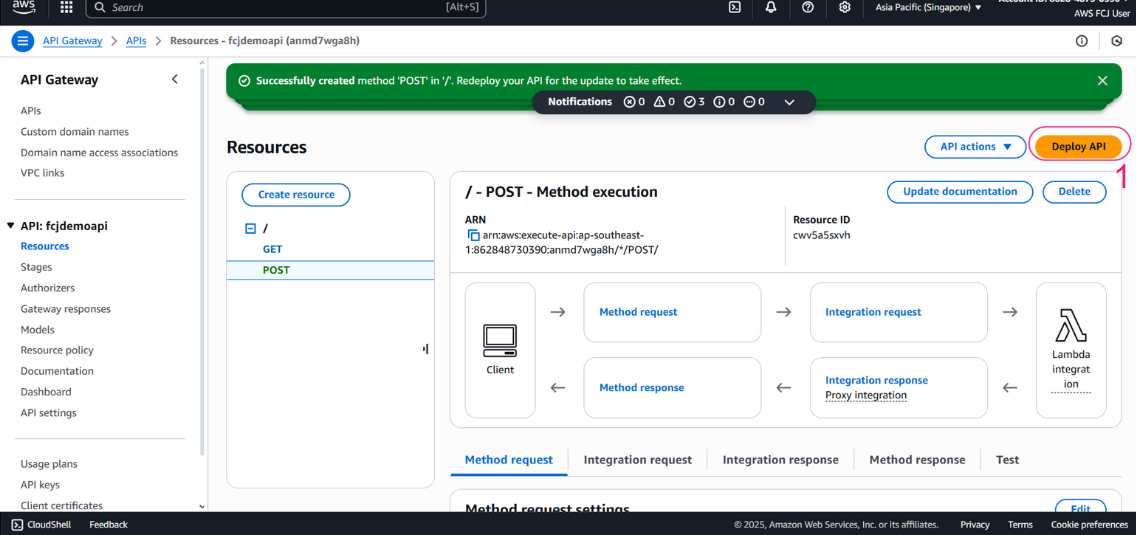 aws
Search
[Alt+S]
Asia Pacific (Singapore)
AWS FCJ User
API Gateway
APIs
Resources - fcjdemoapi (anmd7wga8h)
API Gateway
APIs
Custom domain names
Domain name access associations
VPC links
API: fcjdemoapi
Resources
Stages
Authorizers
Gateway responses
Models
Resource policy
Documentation
Dashboard
API settings
Usage plans
API keys
Client certificates
Successfully created method 'POST' in '/'. Redeploy your API for the update to take effect.
Notifications 0 0 3 0 0
Resources
API actions
Deploy API
1
Create resource
/
GET
POST
/ - POST - Method execution
Update documentation
Delete
ARN
arn:aws:execute-api:ap-southeast-
1:862848730390:anmd7wga8h/*/POST/
Resource ID
cwv5a5sxvh
Client
Method request
Integration request
Method response
Integration response
Proxy integration
Lambda
integrat
ion
Method request
Integration request
Integration response
Method response
Test
Method request settings
Edit
CloudShell
Feedback
© 2025, Amazon Web Services, Inc. or its affiliates.
Privacy
Terms
Cookie preferences